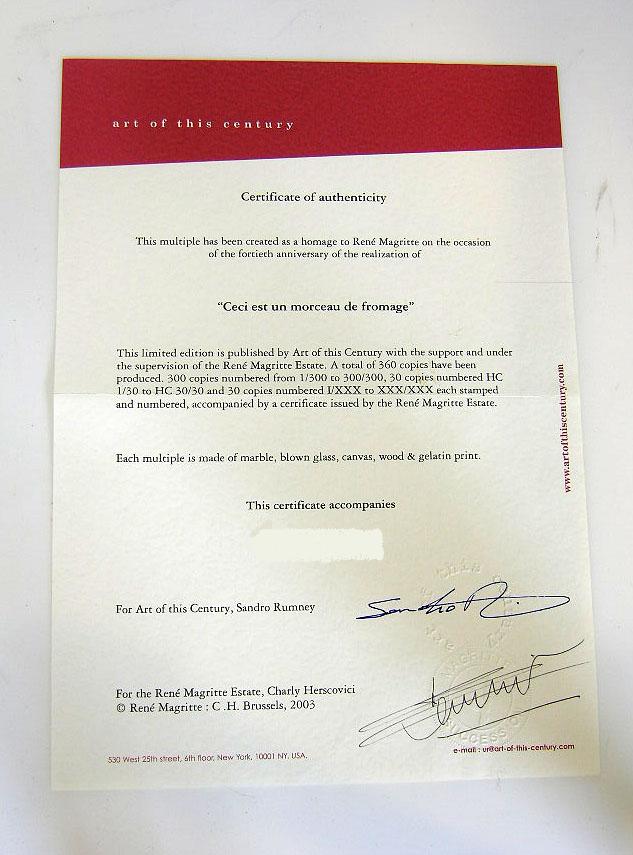 art of this century
Certificate of authenticity
This multiple has been created as a homage to René Magritte on the occasion
of the fortieth anniversary of the realization of
“Ceci est un morceau de fromage”
This limited edition is published by Art of this Century with the support and under
the supervision of the René Magritte Estate. A total of 360 copies have been
produced. 300 copies numbered from 1/300 to 300/300, 30 copies numbered HC
1/30 to HC 30/30 and 30 copies numbered I/XXX to XXX/XXX each stamped
and numbered, accompanied by a certificate issued by the René Magritte Estate.
www.artofthiscentury.com
Each multiple is made of marble, blown glass, canvas, wood & gelatin print.
This certificate accompanies
For Art of this Century, Sandro Rumney
Sandro R
For the René Magritte Estate, Charly Herscovici
© René Magritte : C .H. Brussels, 2003
MAGRITTE
530 West 25th street, 6th floor, New York, 10001 NY. USA.
e-mail : ur@art-of-this-century.com